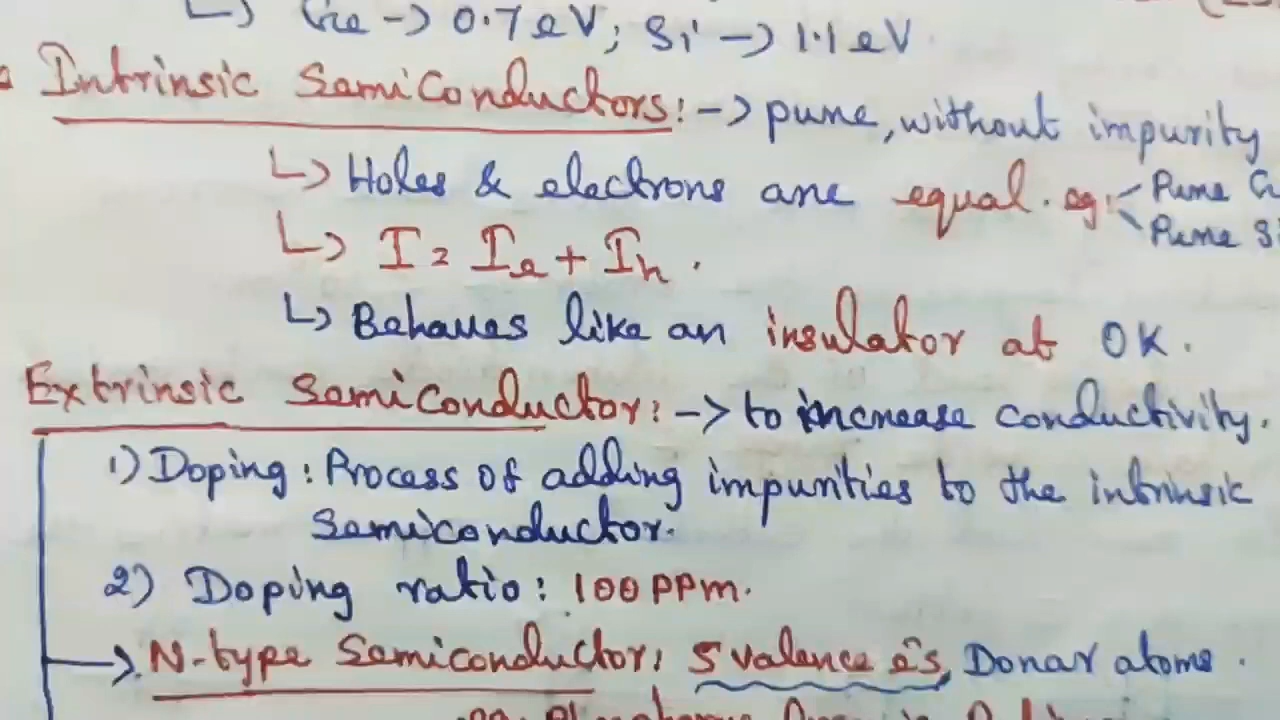 ↳ Ge -> 0.7 eV; Si -> 1.1 eV.
Intrinsic Semiconductors: -> pure, without impurity
↳ Holes & electrons are equal. eg: Pure G
Pure Si
↳ I = Ie + Ih.
↳ Behaves like an insulator at 0K.
Extrinsic Semiconductor: -> to increase conductivity.
1) Doping: Process of adding impurities to the intrinsic
Semiconductor.
2) Doping ratio: 100 PPm.
-> N-type Semiconductor: 5 valence e⁻s, Donar atoms.